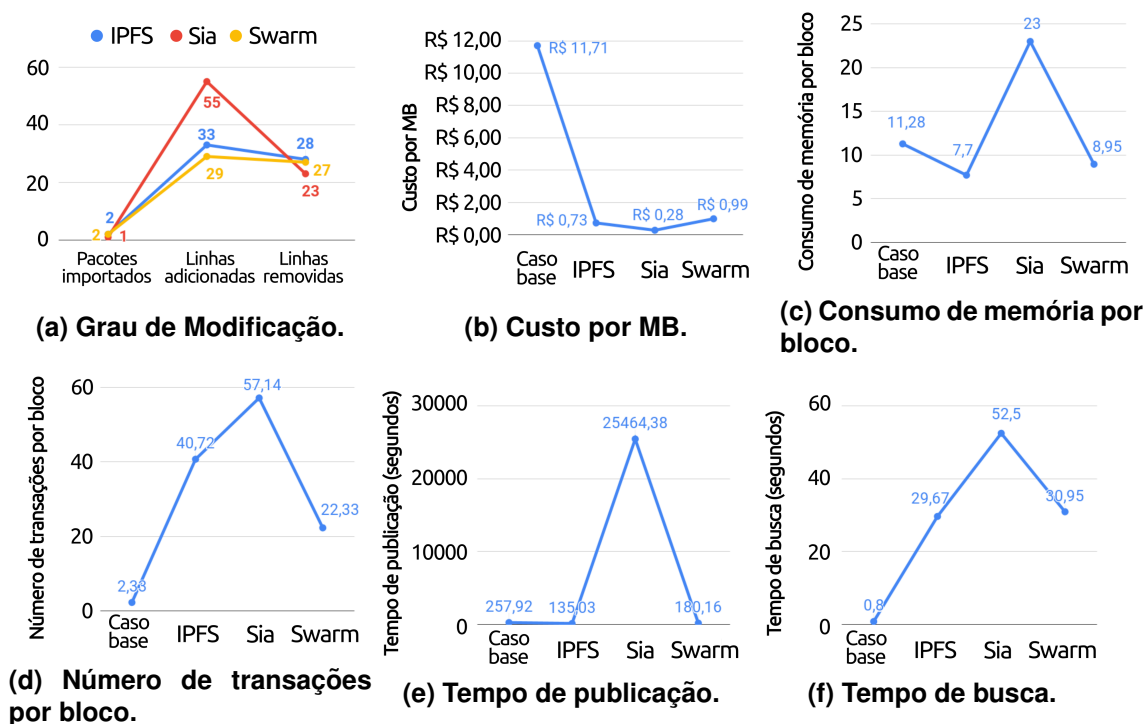 IPFS Sia Swarm
60
40
20
0
55
33
29
28
27
23
2
2
1
Pacotes importados
Linhas adicionadas
Linhas removidas
(a) Grau de Modificação.
Custo por MB
R$ 12,00
R$ 10,00
R$ 8,00
R$ 6,00
R$ 4,00
R$ 2,00
R$ 0,00
R$ 11,71
R$ 0,73
R$ 0,28
R$ 0,99
Caso base
IPFS
Sia
Swarm
(b) Custo por MB.
Consumo de memória por bloco
25
20
15
10
5
0
11,28
7,7
23
8,95
Caso base
IPFS
Sia
Swarm
(c) Consumo de memória por
bloco.
Número de transações por bloco
60
40
20
0
2,33
40,72
57,14
22,33
Caso base
IPFS
Sia
Swarm
(d) Número de transações
por bloco.
Tempo de publicação (segundos)
30000
20000
10000
0
257,92
135,03
25464,38
180,16
Caso base
IPFS
Sia
Swarm
(e) Tempo de publicação.
Tempo de busca (segundos)
60
40
20
0
0,8
29,67
52,5
30,95
Caso base
IPFS
Sia
Swarm
(f) Tempo de busca.